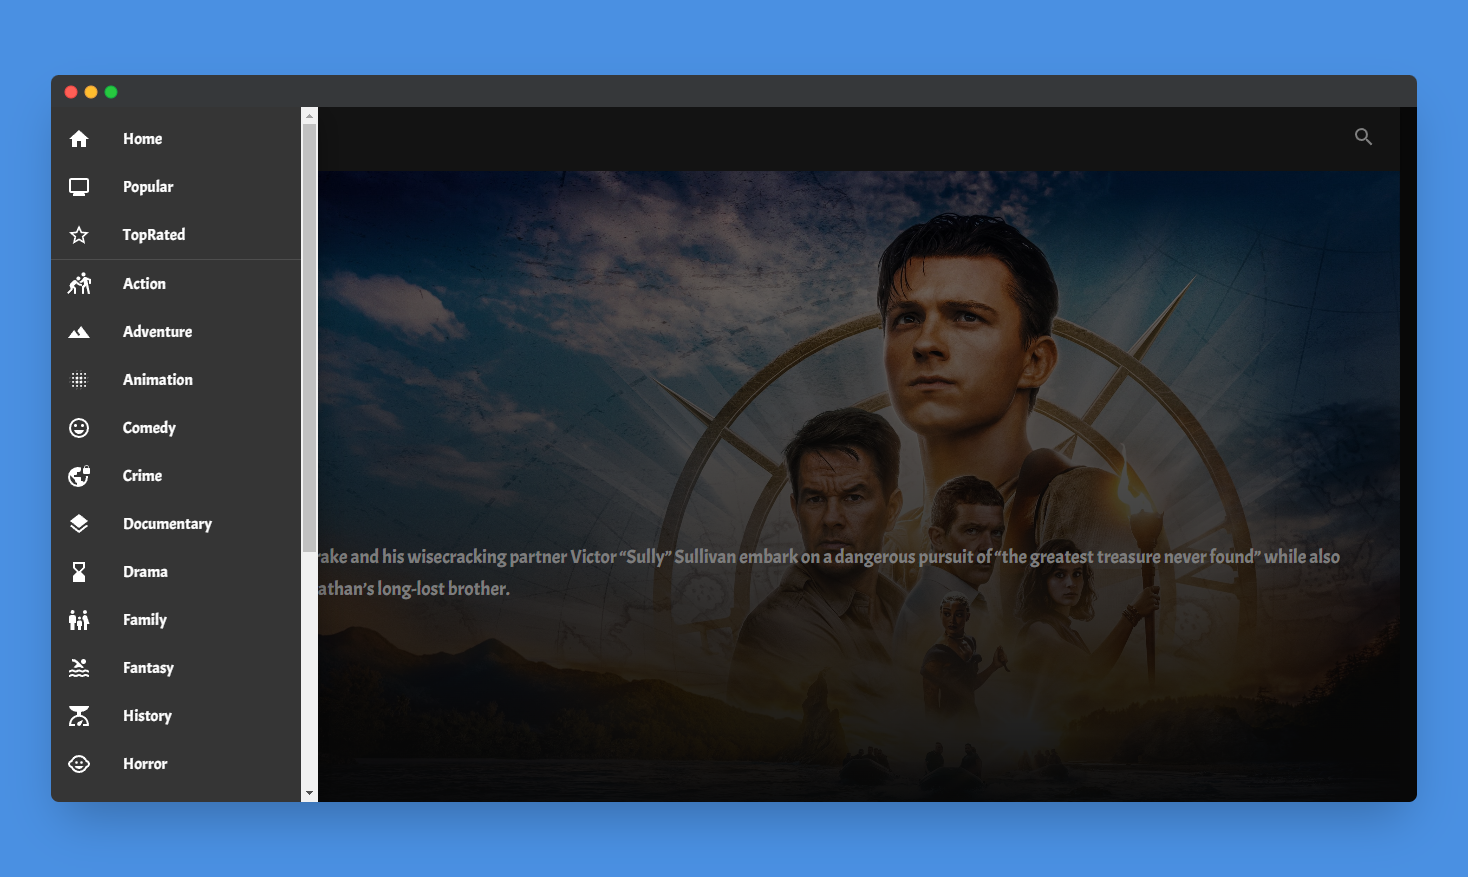 Home
Popular
TopRated
Action
Adventure
Animation
Comedy
Crime
Documentary
Drama
Family
Fantasy
History
Horror
rake and his wisecracking partner Victor “Sully” Sullivan embark on a dangerous pursuit of “the greatest treasure never found” while also
athan’s long-lost brother.